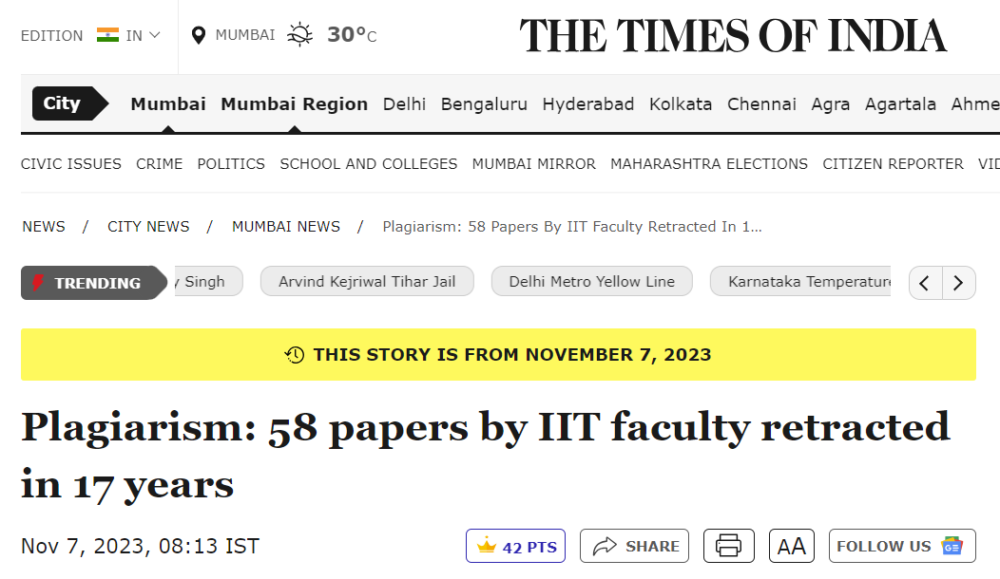 EDITION IN MUMBAI 30°C THE TIMES OF INDIA
City Mumbai Mumbai Region Delhi Bengaluru Hyderabad Kolkata Chennai Agra Agartala Ahme
CIVIC ISSUES CRIME POLITICS SCHOOL AND COLLEGES MUMBAI MIRROR MAHARASHTRA ELECTIONS CITIZEN REPORTER VID
NEWS / CITY NEWS / MUMBAI NEWS / Plagiarism: 58 Papers By IIT Faculty Retracted In 1...
TRENDING y Singh Arvind Kejriwal Tihar Jail Delhi Metro Yellow Line Karnataka Temperature
THIS STORY IS FROM NOVEMBER 7, 2023
Plagiarism: 58 papers by IIT faculty retracted
in 17 years
Nov 7, 2023, 08:13 IST 42 PTS SHARE AA FOLLOW US